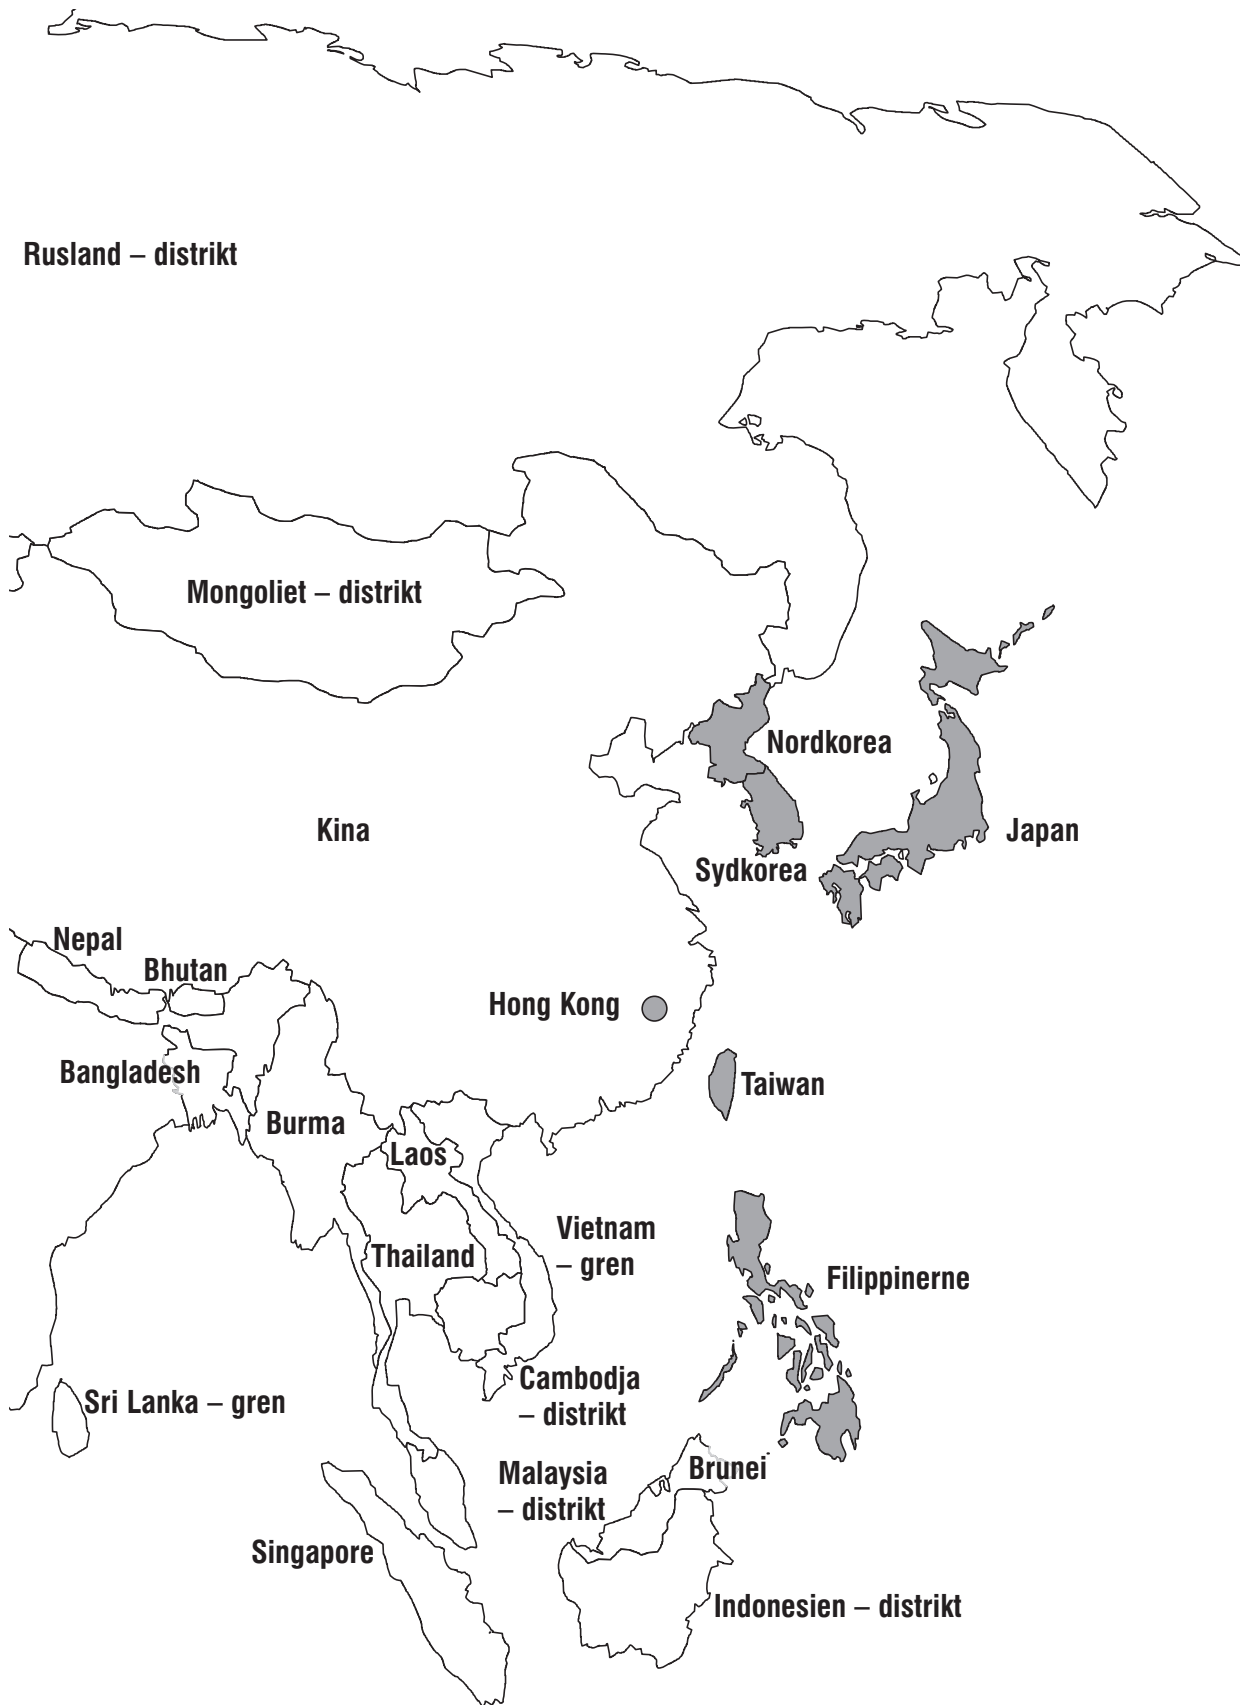 Rusland – distrikt
Mongoliet – distrikt
Nordkorea
Kina
Japan
Sydkorea
Nepal
Bhutan
Hong Kong
Bangladesh
Taiwan
Burma
Laos
Vietnam
– gren
Thailand
Filippinerne
Cambodja
– distrikt
Sri Lanka – gren
Malaysia
– distrikt
Brunei
Singapore
Indonesien – distrikt